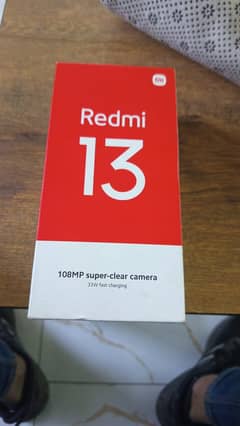 Redmi
13
108MP super-clear camera
33W fast charging